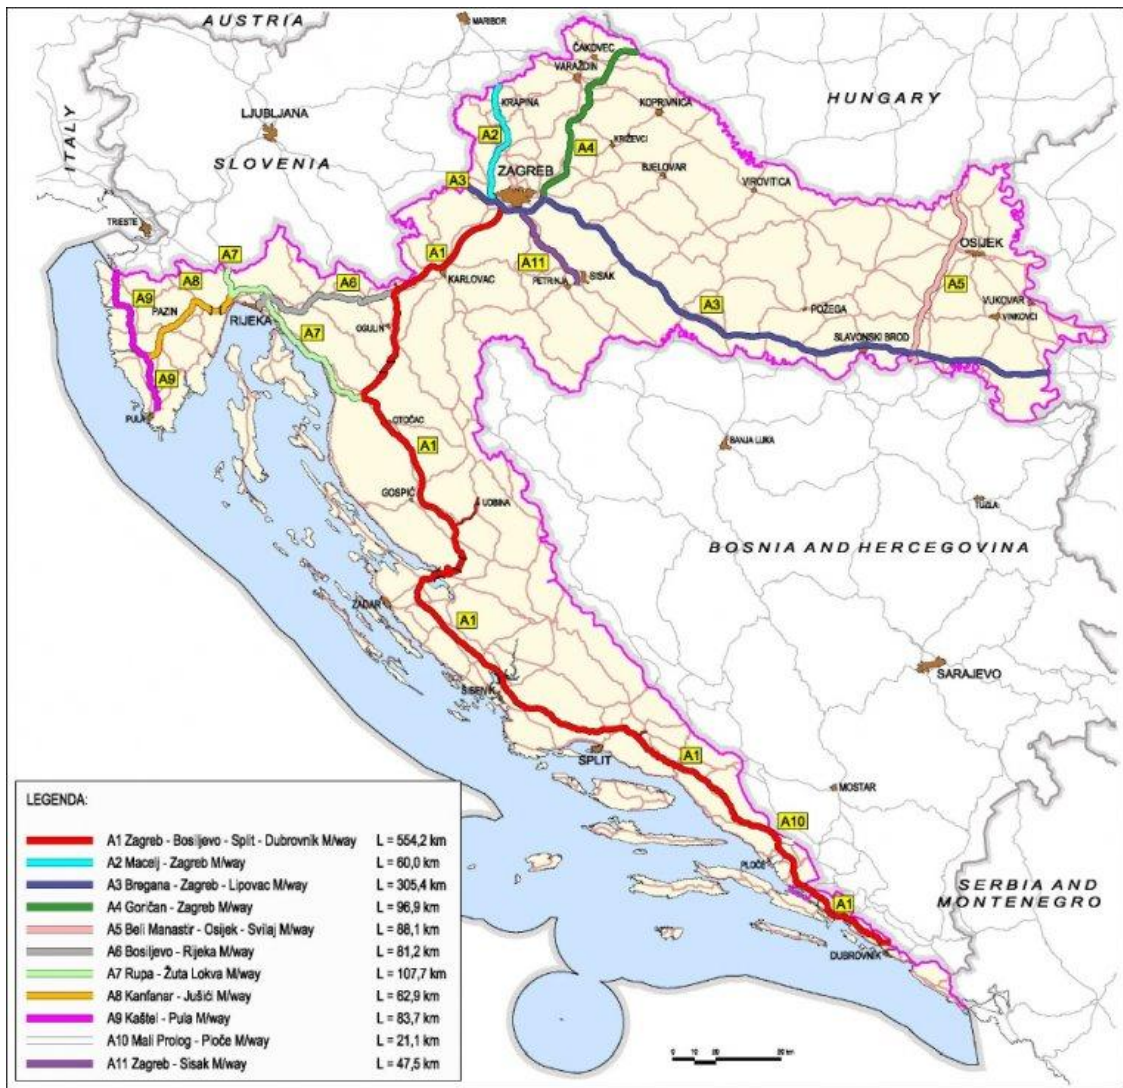 AUSTRIA
MARIBOR
ČAKOVEC
VARAŽDIN
HUNGARY
KRAPINA
KOPRIVNICA
ITALY
LJUBLJANA
A2
A4
KRIŽEVCI
SLOVENIA
ZAGREB
BJELOVAR
A3
VIROVITICA
TRIESTE
A7
A1
A11
OSIJEK
A8
A6
KARLOVAC
PETRINJA
SISAK
A5
A9
PAZIN
A3
POŽEGA
VUKOVAR
VINKOVCI
RIJEKA
A7
OGULIN
SLAVONSKI BROD
A9
PULA
OTOČAC
A1
BANJA LUKA
GOSPIĆ
UDBINA
TUZLA
BOSNIA AND HERCEGOVINA
ZADAR
A1
SARAJEVO
ŠIBENIK
SPLIT
A1
MOSTAR
A10
PLOČE
SERBIA AND
MONTENEGRO
A1
DUBROVNIK
LEGENDA:
A1 Zagreb - Bosiljevo - Split - Dubrovnik M/way L = 554,2 km
A2 Macelj - Zagreb M/way L = 60,0 km
A3 Bregana - Zagreb - Lipovac M/way L = 305,4 km
A4 Goričan - Zagreb M/way L = 96,9 km
A5 Beli Manastir - Osijek - Svilaj M/way L = 88,1 km
A6 Bosiljevo - Rijeka M/way L = 81,2 km
A7 Rupa - Žuta Lokva M/way L = 107,7 km
A8 Kanfanar - Jušići M/way L = 62,9 km
A9 Kaštel - Pula M/way L = 83,7 km
A10 Mali Prolog - Ploče M/way L = 21,1 km
A11 Zagreb - Sisak M/way L = 47,5 km
0 10 20